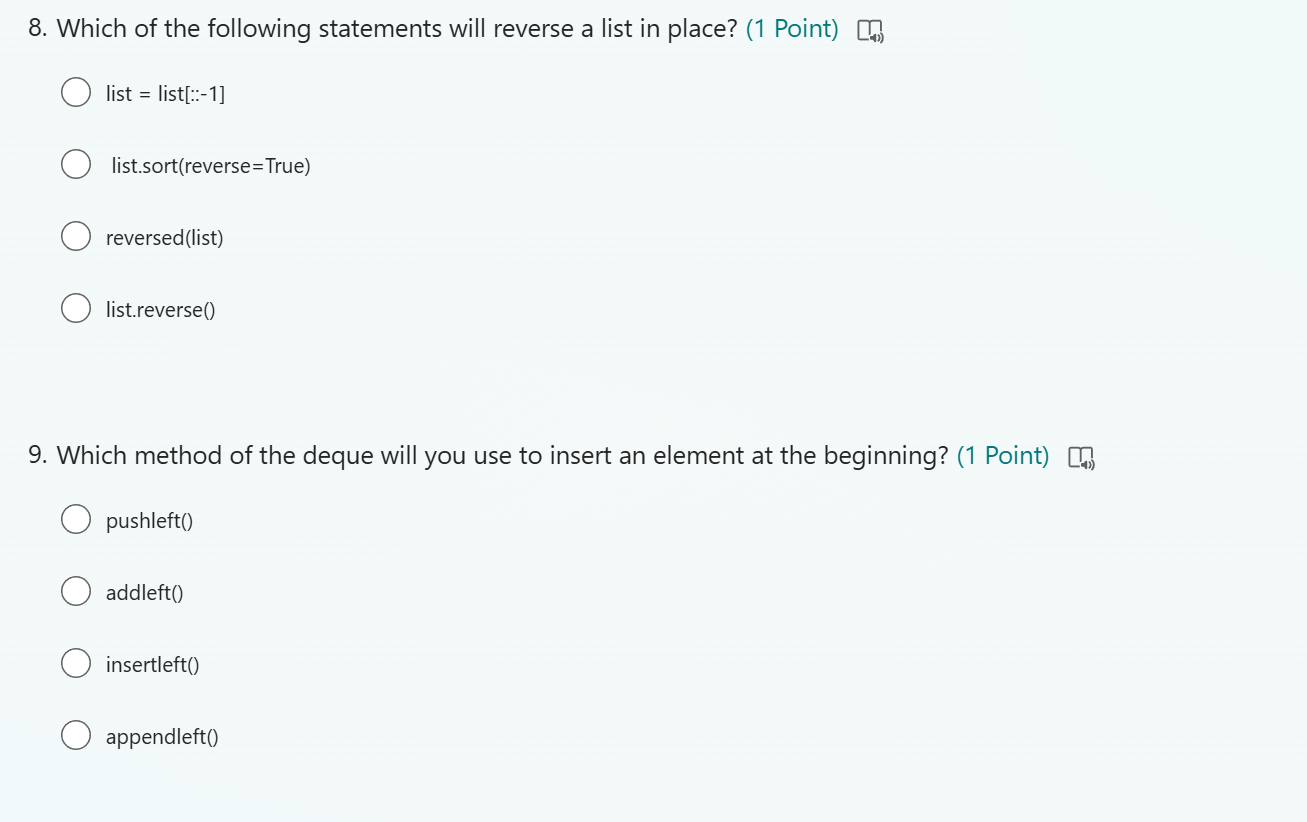 8. Which of the following statements will reverse a list in place? (1 Point)
list = list[::-1]
list.sort(reverse=True)
reversed(list)
list.reverse()
9. Which method of the deque will you use to insert an element at the beginning? (1 Point)
pushleft()
addleft()
insertleft()
appendleft()